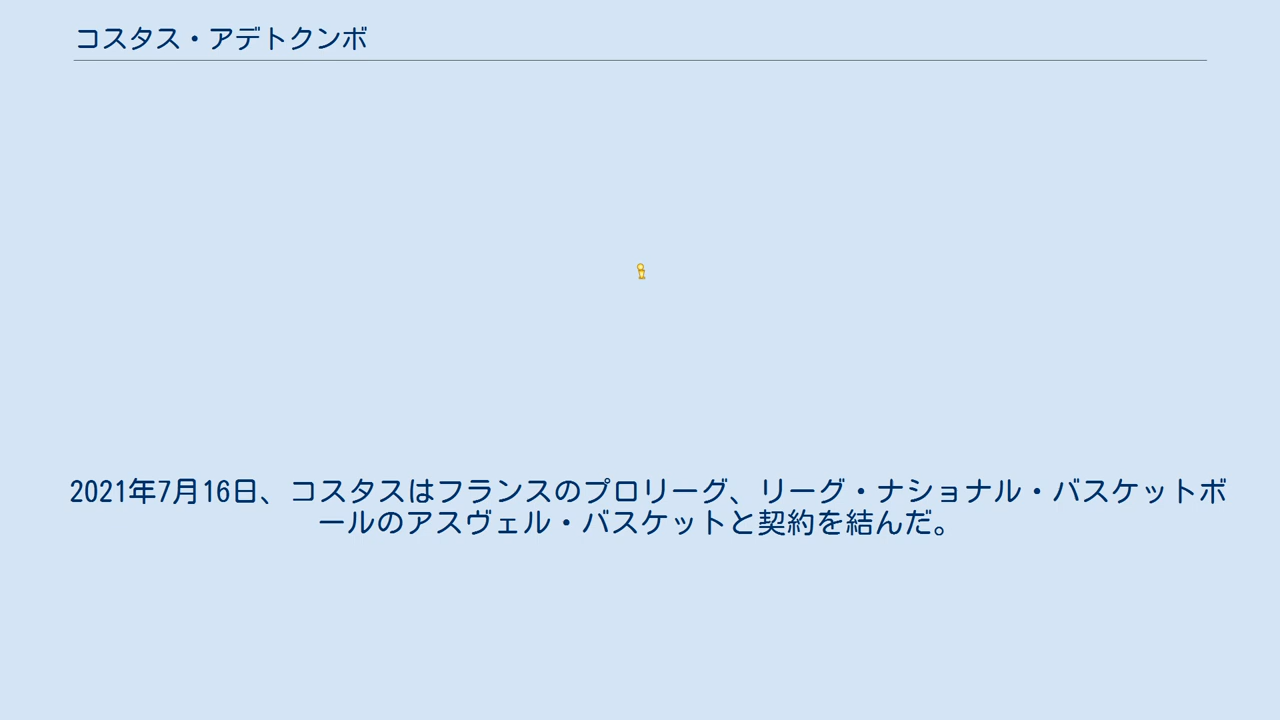 コスタス・アデトクンボ
2021年7月16日、コスタスはフランスのプロリーグ、リーグ・ナショナル・バスケットボ
ールのアスヴェル・バスケットと契約を結んだ。